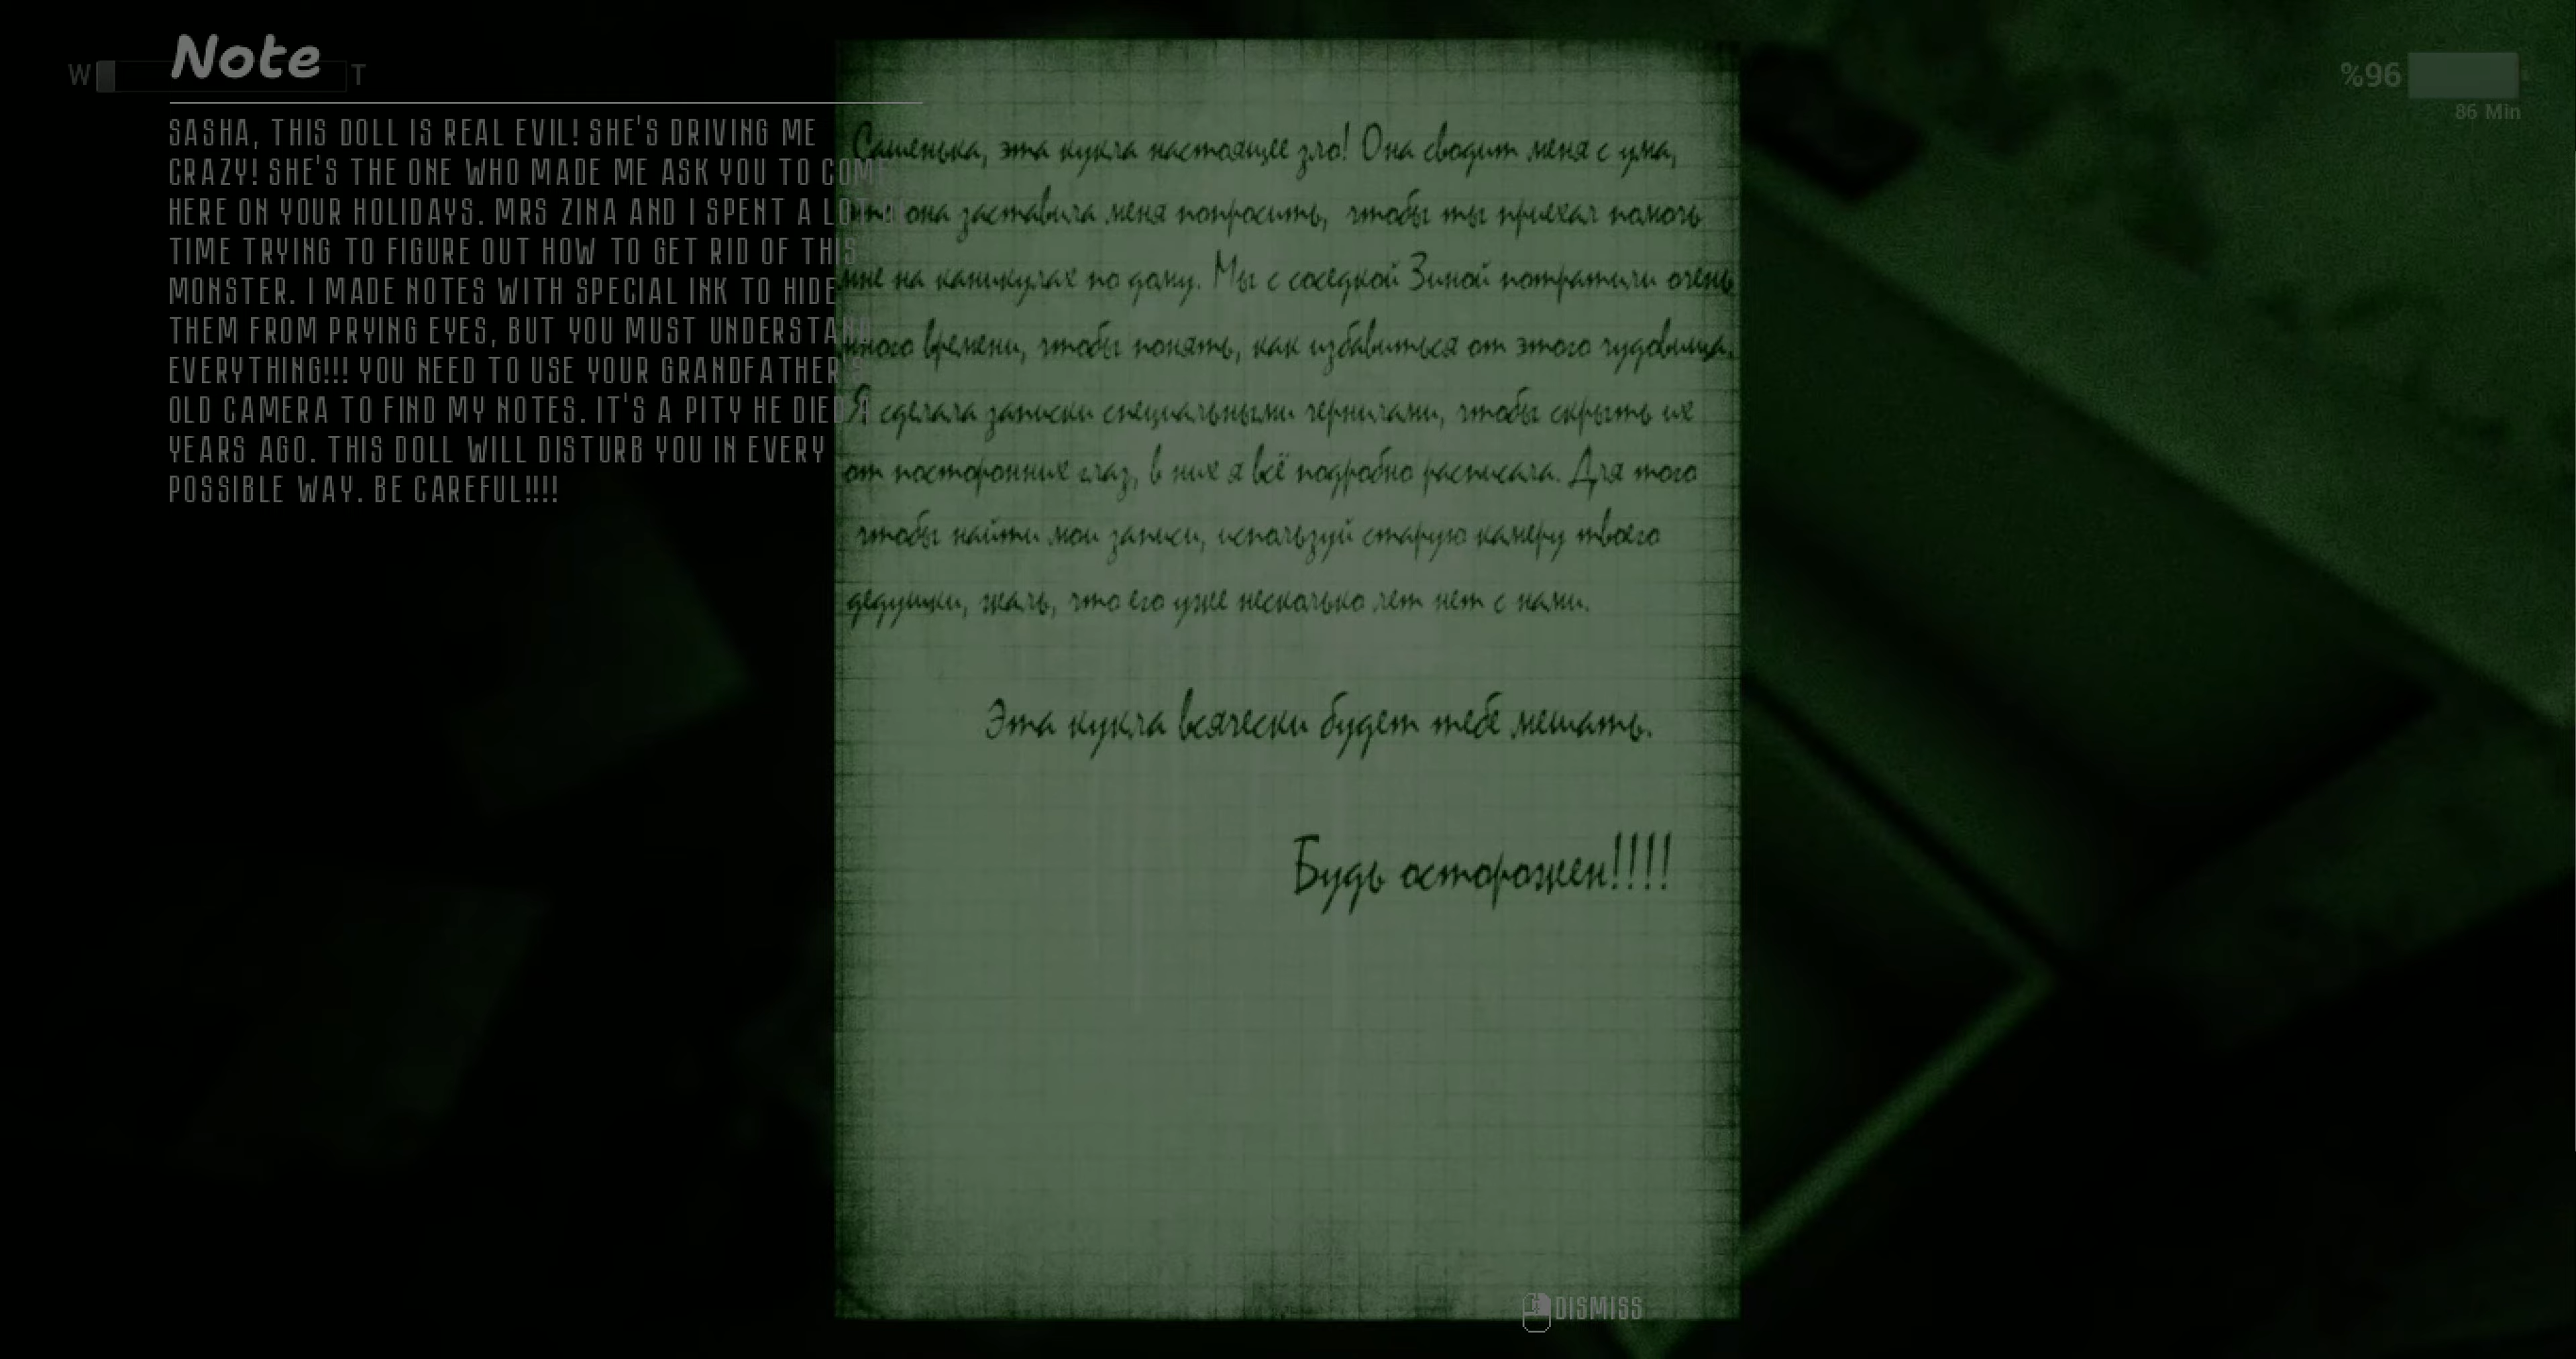 Note
W T
%96
86 Min
SASHA, THIS DOLL IS REAL EVIL! SHE'S DRIVING ME
CRAZY! SHE'S THE ONE WHO MADE ME ASK YOU TO COME
HERE ON YOUR HOLIDAYS. MRS ZINA AND I SPENT A LOT
TIME TRYING TO FIGURE OUT HOW TO GET RID OF THIS
MONSTER. I MADE NOTES WITH SPECIAL INK TO HIDE
THEM FROM PRYING EYES, BUT YOU MUST UNDERSTAND
EVERYTHING!!! YOU NEED TO USE YOUR GRANDFATHER'S
OLD CAMERA TO FIND MY NOTES. IT'S A PITY HE DIED
YEARS AGO. THIS DOLL WILL DISTURB YOU IN EVERY
POSSIBLE WAY. BE CAREFUL!!!!
Сашенька, эта кукла настоящее зло! Она сводит меня с ума,
это она заставила меня попросить, чтобы ты приехал помочь
мне на каникулах по дому. Мы с соседкой Зиной потратили очень
много времени, чтобы понять, как избавиться от этого чудовища.
Я сделала записки специальными чернилами, чтобы скрыть их
от посторонних глаз, в них я всё подробно расписала. Для того
чтобы найти мои записи, используй старую камеру твоего
дедушки, жаль, что его уже несколько лет нет с нами.
Эта кукла всячески будет тебе мешать.
Будь осторожен!!!!
DISMISS